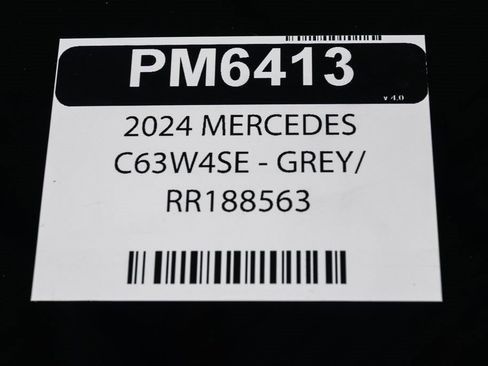 PM6413
v 4.0
2024 MERCEDES
C63W4SE - GREY/
RR188563